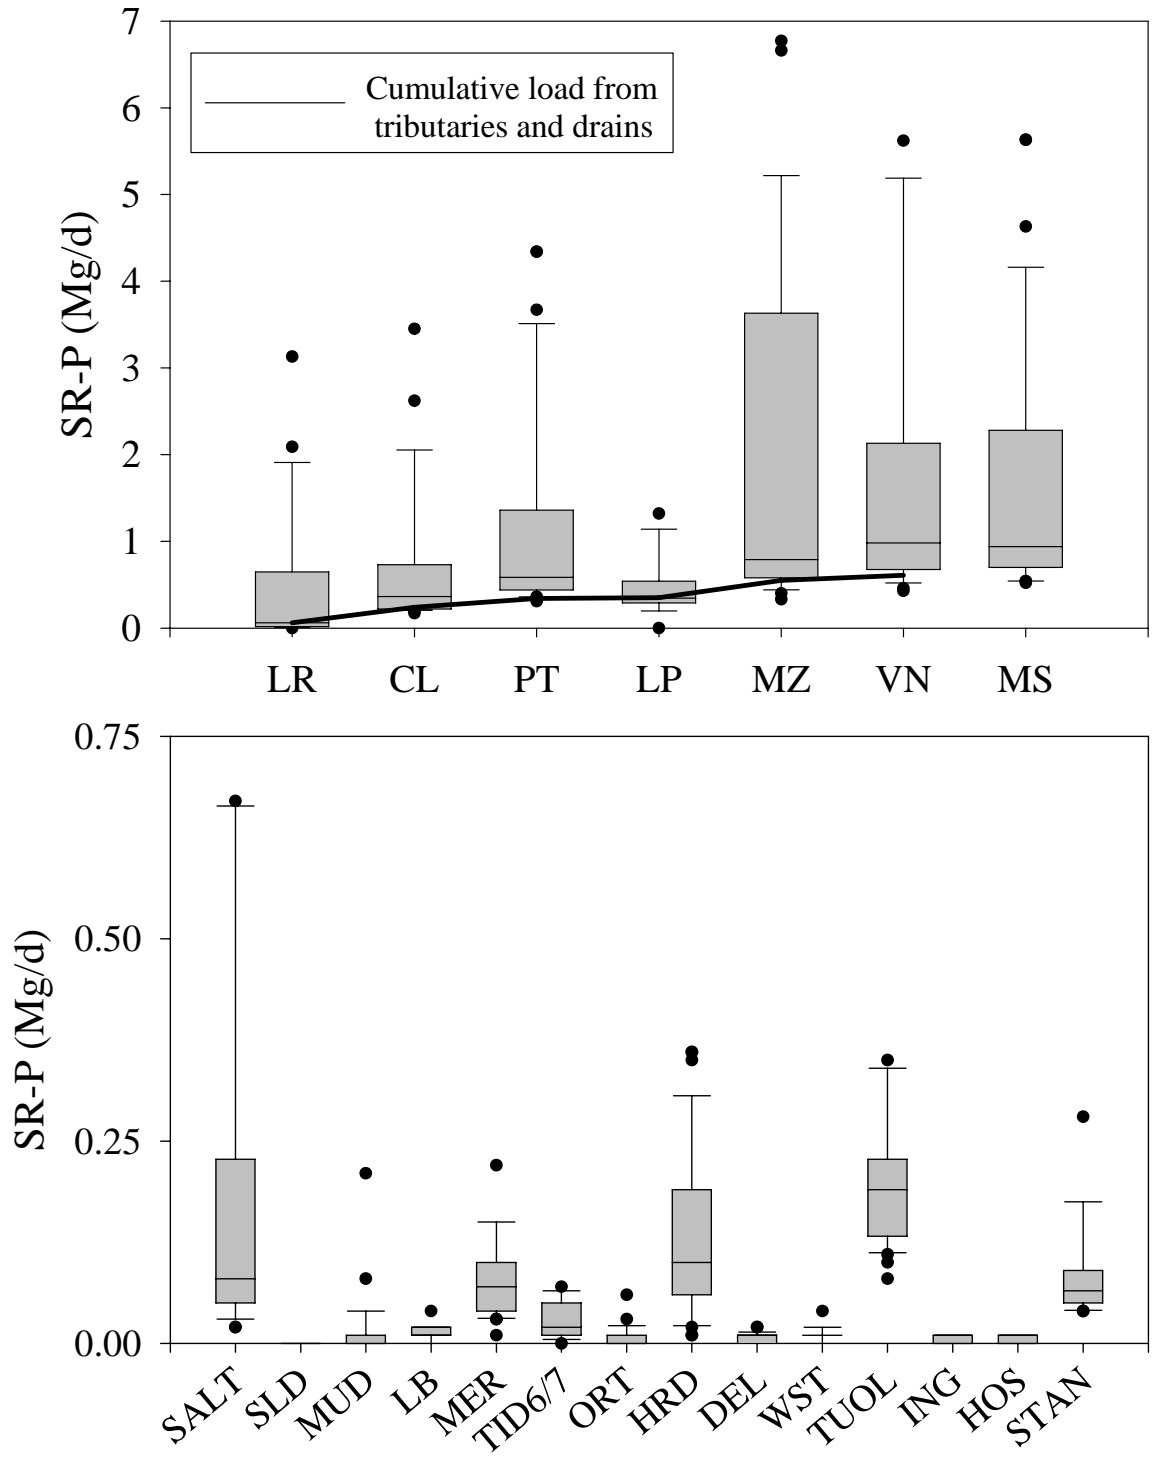 7
6
5
4
3
2
1
0
SR-P (Mg/d)
Cumulative load from
tributaries and drains
LR CL PT LP MZ VN MS
0.75
0.50
0.25
0.00
SR-P (Mg/d)
SALT SLD MUD LB MER TID6/7 ORT HRD DEL WST TUOL ING HOS STAN